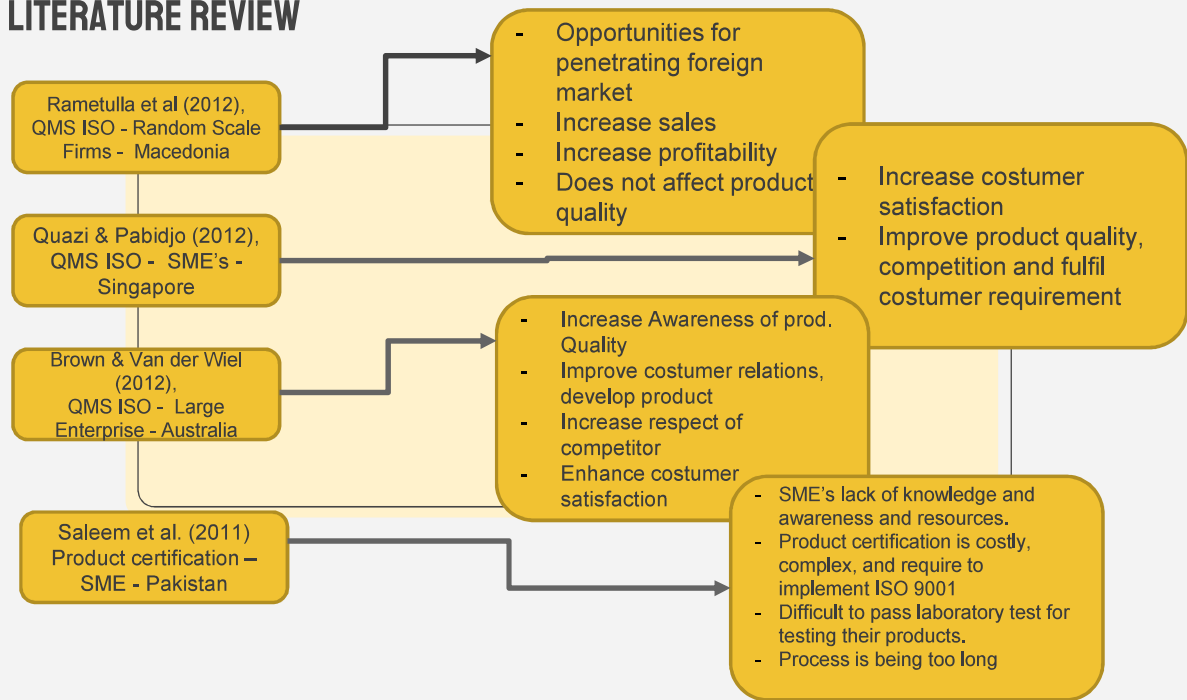 LITERATURE REVIEW
Rametulla et al (2012),
QMS ISO - Random Scale
Firms - Macedonia
- Opportunities for
penetrating foreign
market
- Increase sales
- Increase profitability
- Does not affect product
quality
Quazi & Pabidjo (2012),
QMS ISO - SME's -
Singapore
- Increase costumer
satisfaction
- Improve product quality,
competition and fulfil
costumer requirement
Brown & Van der Wiel
(2012),
QMS ISO - Large
Enterprise - Australia
- Increase Awareness of prod.
Quality
- Improve costumer relations,
develop product
- Increase respect of
competitor
- Enhance costumer
satisfaction
Saleem et al. (2011)
Product certification –
SME - Pakistan
- SME's lack of knowledge and
awareness and resources.
- Product certification is costly,
complex, and require to
implement ISO 9001
- Difficult to pass laboratory test for
testing their products.
- Process is being too long